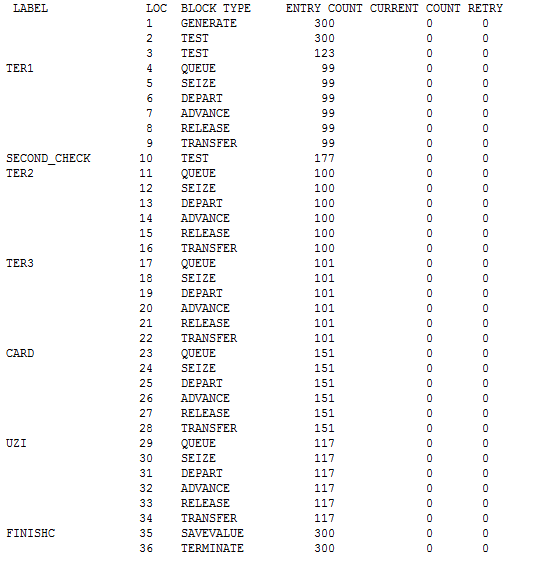 LABEL LOC BLOCK TYPE ENTRY COUNT CURRENT COUNT RETRY
1 GENERATE 300 0 0
2 TEST 300 0 0
3 TEST 123 0 0
TER1 4 QUEUE 99 0 0
5 SEIZE 99 0 0
6 DEPART 99 0 0
7 ADVANCE 99 0 0
8 RELEASE 99 0 0
9 TRANSFER 99 0 0
SECOND_CHECK 10 TEST 177 0 0
TER2 11 QUEUE 100 0 0
12 SEIZE 100 0 0
13 DEPART 100 0 0
14 ADVANCE 100 0 0
15 RELEASE 100 0 0
16 TRANSFER 100 0 0
TER3 17 QUEUE 101 0 0
18 SEIZE 101 0 0
19 DEPART 101 0 0
20 ADVANCE 101 0 0
21 RELEASE 101 0 0
22 TRANSFER 101 0 0
CARD 23 QUEUE 151 0 0
24 SEIZE 151 0 0
25 DEPART 151 0 0
26 ADVANCE 151 0 0
27 RELEASE 151 0 0
28 TRANSFER 151 0 0
UZI 29 QUEUE 117 0 0
30 SEIZE 117 0 0
31 DEPART 117 0 0
32 ADVANCE 117 0 0
33 RELEASE 117 0 0
34 TRANSFER 117 0 0
FINISHC 35 SAVEVALUE 300 0 0
36 TERMINATE 300 0 0